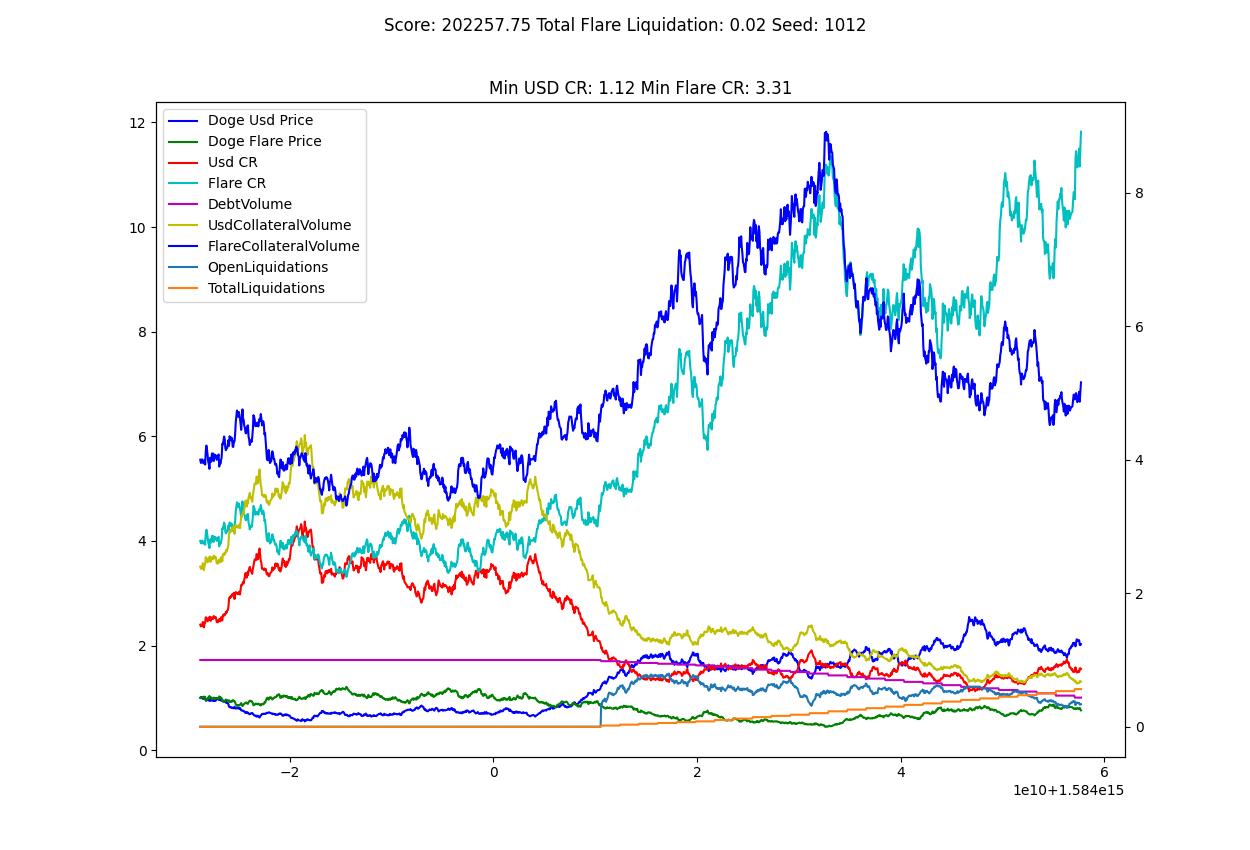 Score: 202257.75 Total Flare Liquidation: 0.02 Seed: 1012
Min USD CR: 1.12 Min Flare CR: 3.31
Doge Usd Price
Doge Flare Price
Usd CR
Flare CR
DebtVolume
UsdCollateralVolume
FlareCollateralVolume
OpenLiquidations
TotalLiquidations
12
10
8
6
4
2
0
8
6
4
2
0
−2
0
2
4
6
1e10+1.584e15